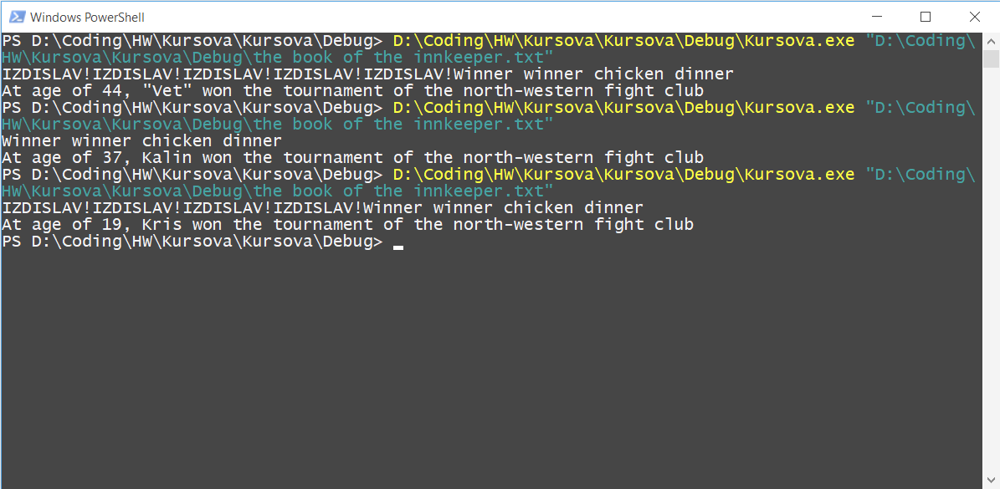 Windows PowerShell
PS D:\Coding\HW\Kursova\Kursova\Debug> D:\Coding\HW\Kursova\Kursova\Debug\Kursova.exe "D:\Coding\
HW\Kursova\Kursova\Debug\the book of the innkeeper.txt"
IZDISLAV!IZDISLAV!IZDISLAV!IZDISLAV!IZDISLAV!Winner winner chicken dinner
At age of 44, "Vet" won the tournament of the north-western fight club
PS D:\Coding\HW\Kursova\Kursova\Debug> D:\Coding\HW\Kursova\Kursova\Debug\Kursova.exe "D:\Coding\
HW\Kursova\Kursova\Debug\the book of the innkeeper.txt"
Winner winner chicken dinner
At age of 37, Kalin won the tournament of the north-western fight club
PS D:\Coding\HW\Kursova\Kursova\Debug> D:\Coding\HW\Kursova\Kursova\Debug\Kursova.exe "D:\Coding\
HW\Kursova\Kursova\Debug\the book of the innkeeper.txt"
IZDISLAV!IZDISLAV!IZDISLAV!IZDISLAV!Winner winner chicken dinner
At age of 19, Kris won the tournament of the north-western fight club
PS D:\Coding\HW\Kursova\Kursova\Debug>